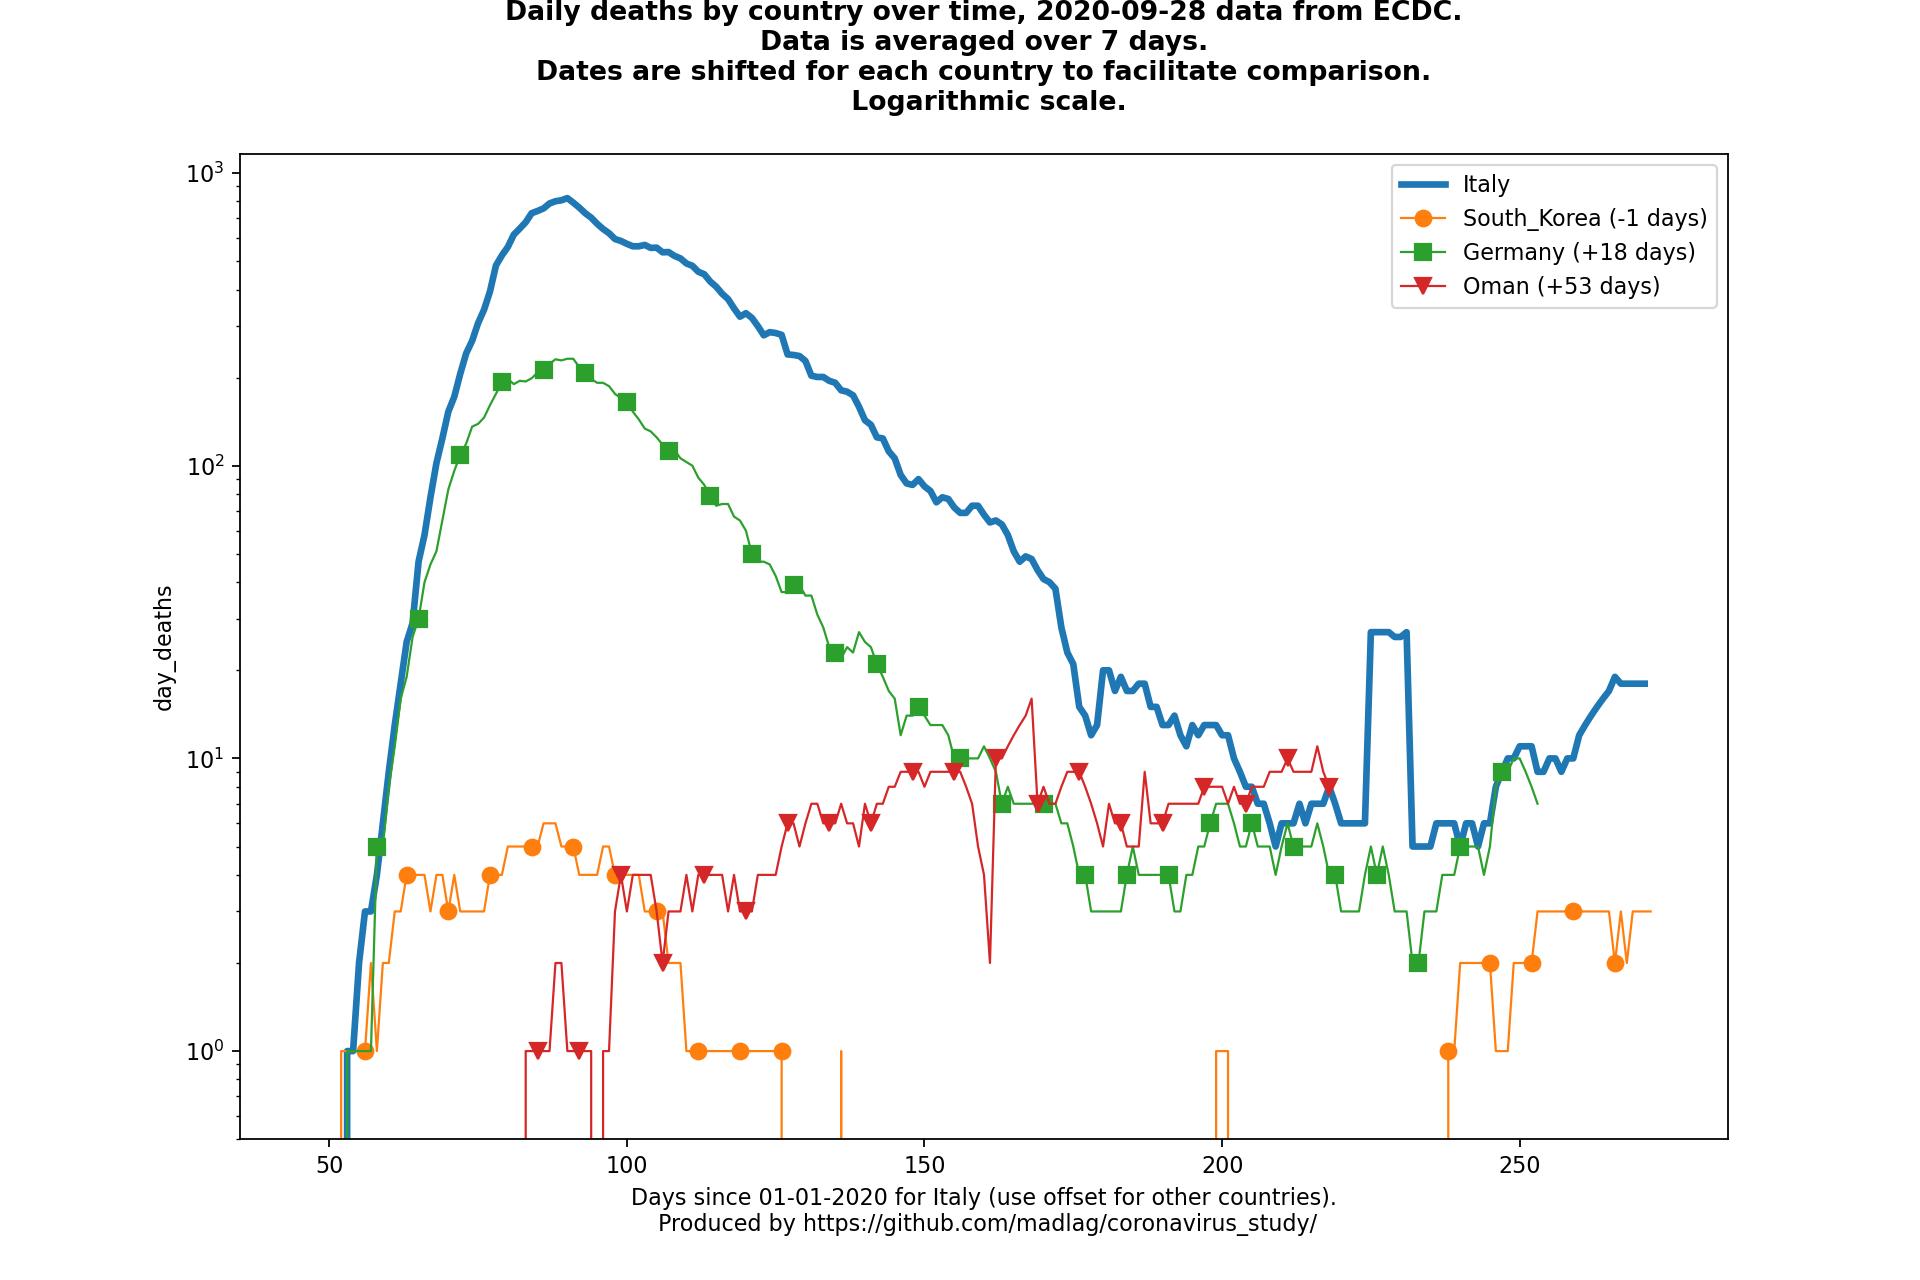 Daily deaths by country over time, 2020-09-28 data from ECDC.
Data is averaged over 7 days.
Dates are shifted for each country to facilitate comparison.
Logarithmic scale.
10³
10²
10¹
10⁰
day_deaths
Italy
South_Korea (-1 days)
Germany (+18 days)
Oman (+53 days)
50 100 150 200 250
Days since 01-01-2020 for Italy (use offset for other countries).
Produced by https://github.com/madlag/coronavirus_study/